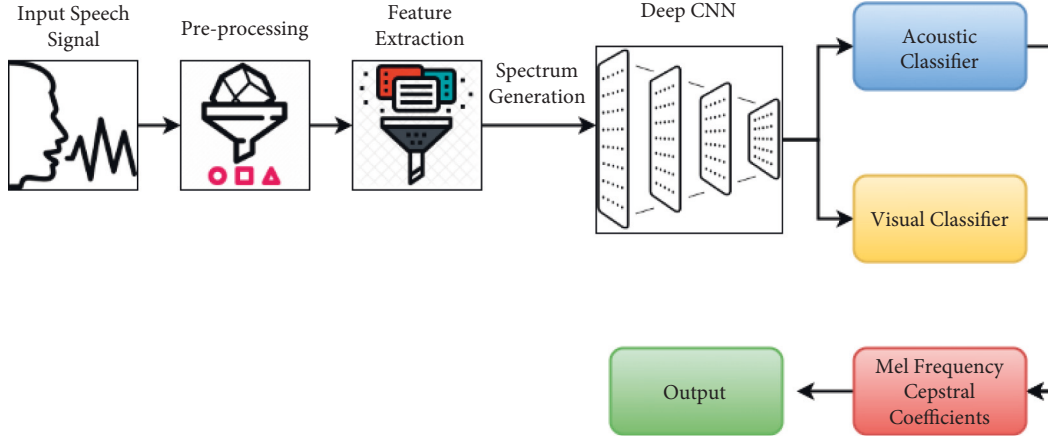 Input Speech
Signal
Pre-processing
Feature
Extraction
Spectrum
Generation
Deep CNN
Acoustic
Classifier
Visual Classifier
Output
Mel Frequency
Cepstral
Coefficients